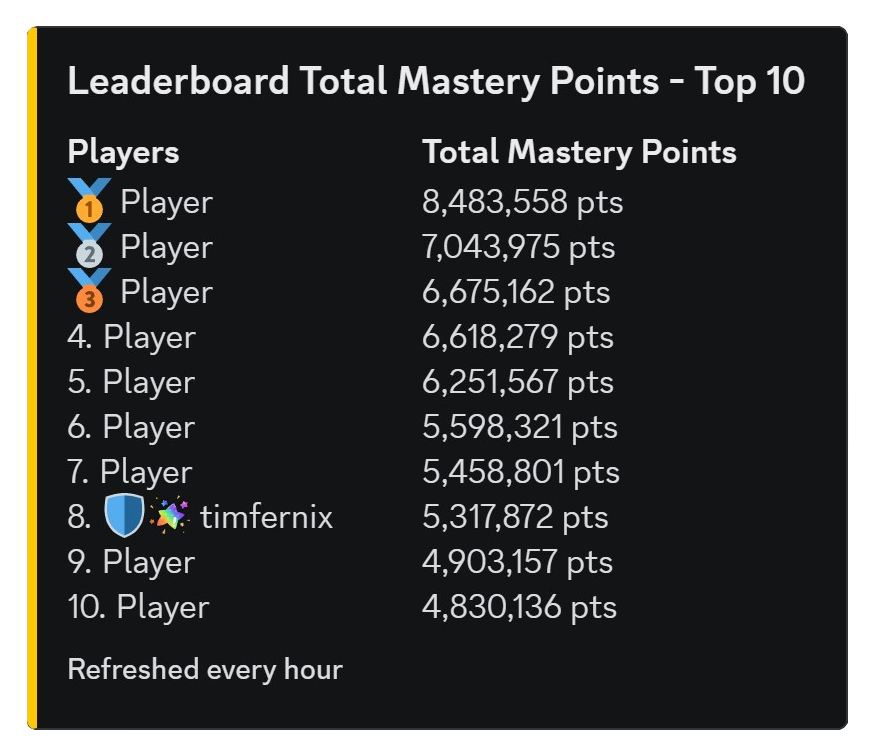 Leaderboard Total Mastery Points - Top 10
Players Total Mastery Points
1 Player 8,483,558 pts
2 Player 7,043,975 pts
3 Player 6,675,162 pts
4. Player 6,618,279 pts
5. Player 6,251,567 pts
6. Player 5,598,321 pts
7. Player 5,458,801 pts
8. timfernix 5,317,872 pts
9. Player 4,903,157 pts
10. Player 4,830,136 pts
Refreshed every hour